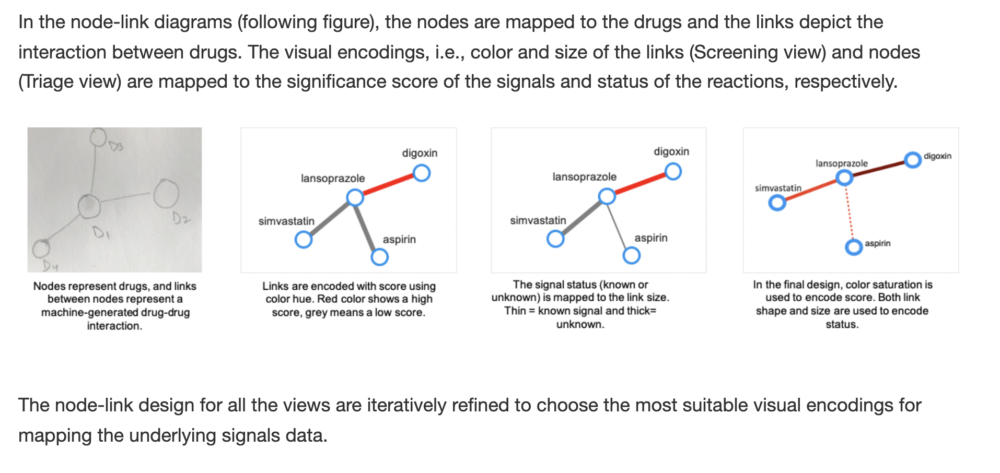 In the node-link diagrams (following figure), the nodes are mapped to the drugs and the links depict the
interaction between drugs. The visual encodings, i.e., color and size of the links (Screening view) and nodes
(Triage view) are mapped to the significance score of the signals and status of the reactions, respectively.
D3
D2
D1
D4
Nodes represent drugs, and links
between nodes represent a
machine-generated drug-drug
interaction.
digoxin
lansoprazole
simvastatin
aspirin
Links are encoded with score using
color hue. Red color shows a high
score, grey means a low score.
digoxin
lansoprazole
simvastatin
aspirin
The signal status (known or
unknown) is mapped to the link size.
Thin = known signal and thick=
unknown.
digoxin
lansoprazole
simvastatin
aspirin
In the final design, color saturation is
used to encode score. Both link
shape and size are used to encode
status.
The node-link design for all the views are iteratively refined to choose the most suitable visual encodings for
mapping the underlying signals data.